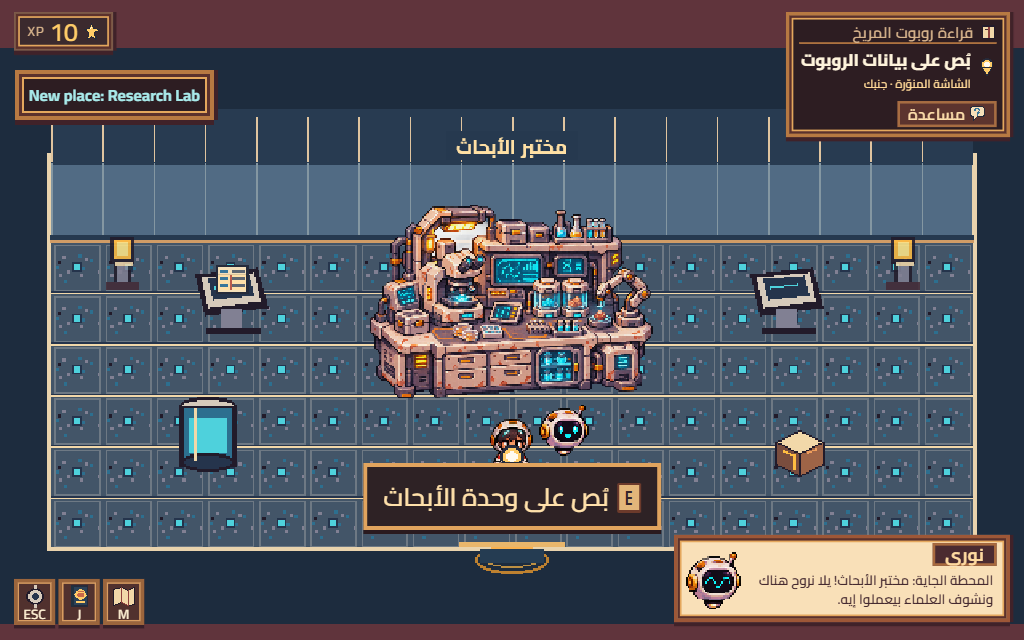 XP 10
قراءة روبوت المريخ
بُص على بيانات الروبوت
الشاشة المنوّرة · جنبك
مساعدة
New place: Research Lab
مختبر الأبحاث
بُص على وحدة الأبحاث E
نوري
المحطة الجاية: مختبر الأبحاث! يلا نروح هناك
ونشوف العلماء بيعملوا إيه.
ESC
J
M